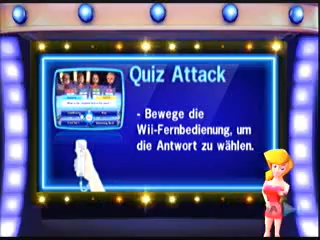 Quiz Attack
- Bewege die
Wii-Fernbedienung, um
die Antwort zu wählen.